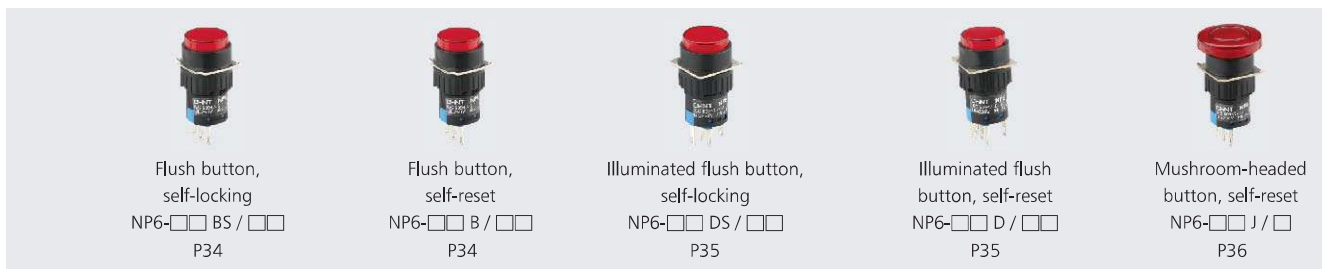 Flush button,
self-locking
NP6-□□ BS / □□
P34
Flush button,
self-reset
NP6-□□ B / □□
P34
Illuminated flush button,
self-locking
NP6-□□ DS / □□
P35
Illuminated flush
button, self-reset
NP6-□□ D / □□
P35
Mushroom-headed
button, self-reset
NP6-□□ J / □
P36